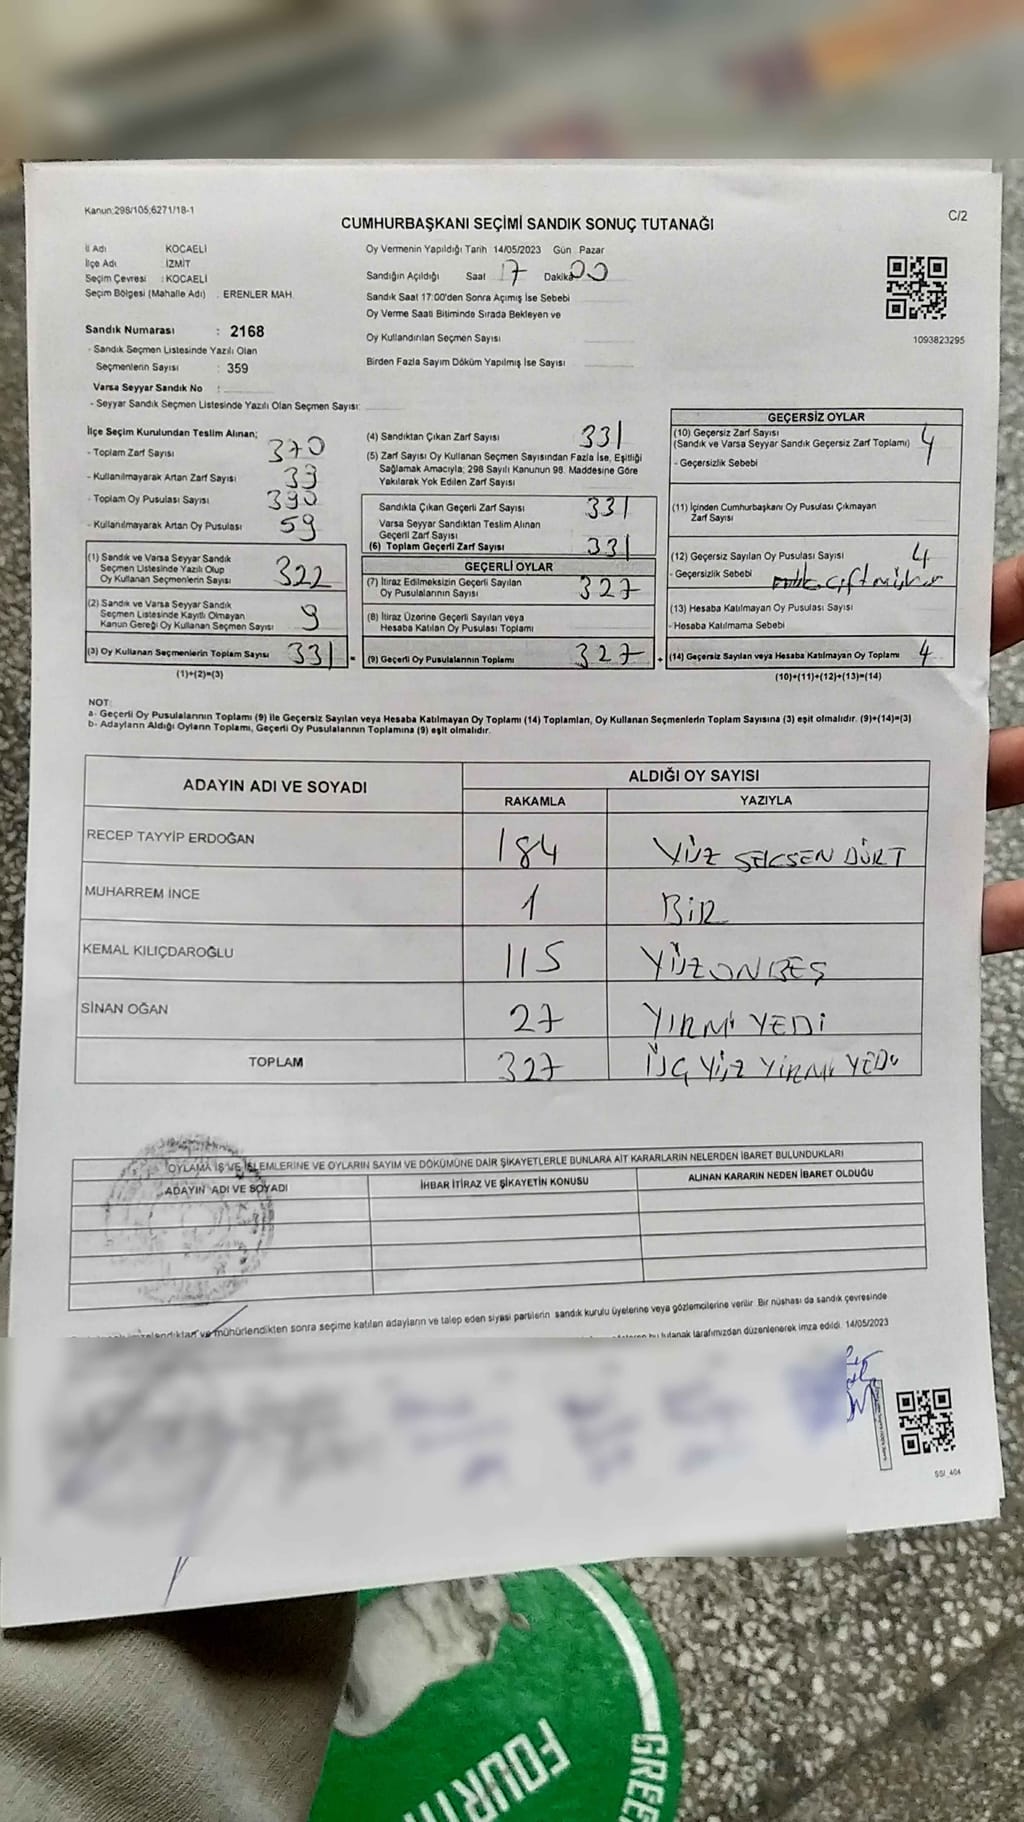 Kanun:298/105;6271/18-1
C/2
CUMHURBAŞKANI SEÇİMİ SANDIK SONUÇ TUTANAĞI
İl Adı KOCAELİ
İlçe Adı İZMİT
Seçim Çevresi : KOCAELİ
Seçim Bölgesi (Mahalle Adı) : ERENLER MAH.
Sandık Numarası : 2168
- Sandık Seçmen Listesinde Yazılı Olan
Seçmenlerin Sayısı : 359
Varsa Seyyar Sandık No :
- Seyyar Sandık Seçmen Listesinde Yazılı Olan Seçmen Sayısı:
Oy Vermenin Yapıldığı Tarih 14/05/2023 Gün Pazar
Sandığın Açıldığı Saat 17 Dakika 00
Sandık Saat 17:00'den Sonra Açımış İse Sebebi
Oy Verme Saati Bitiminde Sırada Bekleyen ve
Oy Kullandırılan Seçmen Sayısı
Birden Fazla Sayım Döküm Yapılmış İse Sayısı
1093823295
İlçe Seçim Kurulundan Teslim Alınan;
- Toplam Zarf Sayısı 370
- Kullanılmayarak Artan Zarf Sayısı 39
- Toplam Oy Pusulası Sayısı 390
- Kullanılmayarak Artan Oy Pusulası 59
(1) Sandık ve Varsa Seyyar Sandık
Seçmen Listesinde Yazılı Olup
Oy Kullanan Seçmenlerin Sayısı 322
(2) Sandık ve Varsa Seyyar Sandık
Seçmen Listesinde Kayıtlı Olmayan
Kanun Gereği Oy Kullanan Seçmen Sayısı 9
(3) Oy Kullanan Seçmenlerin Toplam Sayısı 331 =
(1)+(2)=(3)
(4) Sandıktan Çıkan Zarf Sayısı 331
(5) Zarf Sayısı Oy Kullanan Seçmen Sayısından Fazla İse, Eşitliği
Sağlamak Amacıyla; 298 Sayılı Kanunun 98. Maddesine Göre
Yakılarak Yok Edilen Zarf Sayısı
Sandıkta Çıkan Geçerli Zarf Sayısı 331
Varsa Seyyar Sandıktan Teslim Alınan
Geçerli Zarf Sayısı
(6) Toplam Geçerli Zarf Sayısı 331
GEÇERLİ OYLAR
(7) İtiraz Edilmeksizin Geçerli Sayılan
Oy Pusulalarının Sayısı 327
(8) İtiraz Üzerine Geçerli Sayılan veya
Hesaba Katılan Oy Pusulası Toplamı
(9) Geçerli Oy Pusulalarının Toplamı 327 +
GEÇERSİZ OYLAR
(10) Geçersiz Zarf Sayısı
(Sandık ve Varsa Seyyar Sandık Geçersiz Zarf Toplamı) 4
- Geçersizlik Sebebi
(11) İçinden Cumhurbaşkanı Oy Pusulası Çıkmayan
Zarf Sayısı
(12) Geçersiz Sayılan Oy Pusulası Sayısı 4
- Geçersizlik Sebebi çift mühür
(13) Hesaba Katılmayan Oy Pusulası Sayısı
- Hesaba Katılmama Sebebi
(14) Geçersiz Sayılan veya Hesaba Katılmayan Oy Toplamı 4
(10)+(11)+(12)+(13)=(14)
NOT:
a- Geçerli Oy Pusulalarının Toplamı (9) ile Geçersiz Sayılan veya Hesaba Katılmayan Oy Toplamı (14) Toplamları, Oy Kullanan Seçmenlerin Toplam Sayısına (3) eşit olmalıdır. (9)+(14)=(3)
b- Adayların Aldığı Oyların Toplamı, Geçerli Oy Pusulalarının Toplamına (9) eşit olmalıdır.
ADAYIN ADI VE SOYADI
ALDIĞI OY SAYISI
RAKAMLA YAZIYLA
RECEP TAYYİP ERDOĞAN 184 YÜZ SEKSEN DÖRT
MUHARREM İNCE 1 BİR
KEMAL KILIÇDAROĞLU 115 YÜZONBEŞ
SİNAN OĞAN 27 YİRMİ YEDİ
TOPLAM 327 ÜÇ YÜZ YİRMİ YEDİ
OYLAMA İŞ VE İŞLEMLERİNE VE OYLARIN SAYIM VE DÖKÜMÜNE DAİR ŞİKAYETLERLE BUNLARA AİT KARARLARIN NELERDEN İBARET BULUNDUKLARI
ADAYIN ADI VE SOYADI İHBAR İTİRAZ VE ŞİKAYETİN KONUSU ALINAN KARARIN NEDEN İBARET OLDUĞU
ve mühürlendikten sonra seçime katılan adayların ve talep eden siyasi partilerin sandık kurulu üyelerine veya gözlemcilerine verilir. Bir nüshası da sandık çevresinde
bu tutanak tarafımızdan düzenlenerek imza edildi. 14/05/2023
FOURTH
GREE